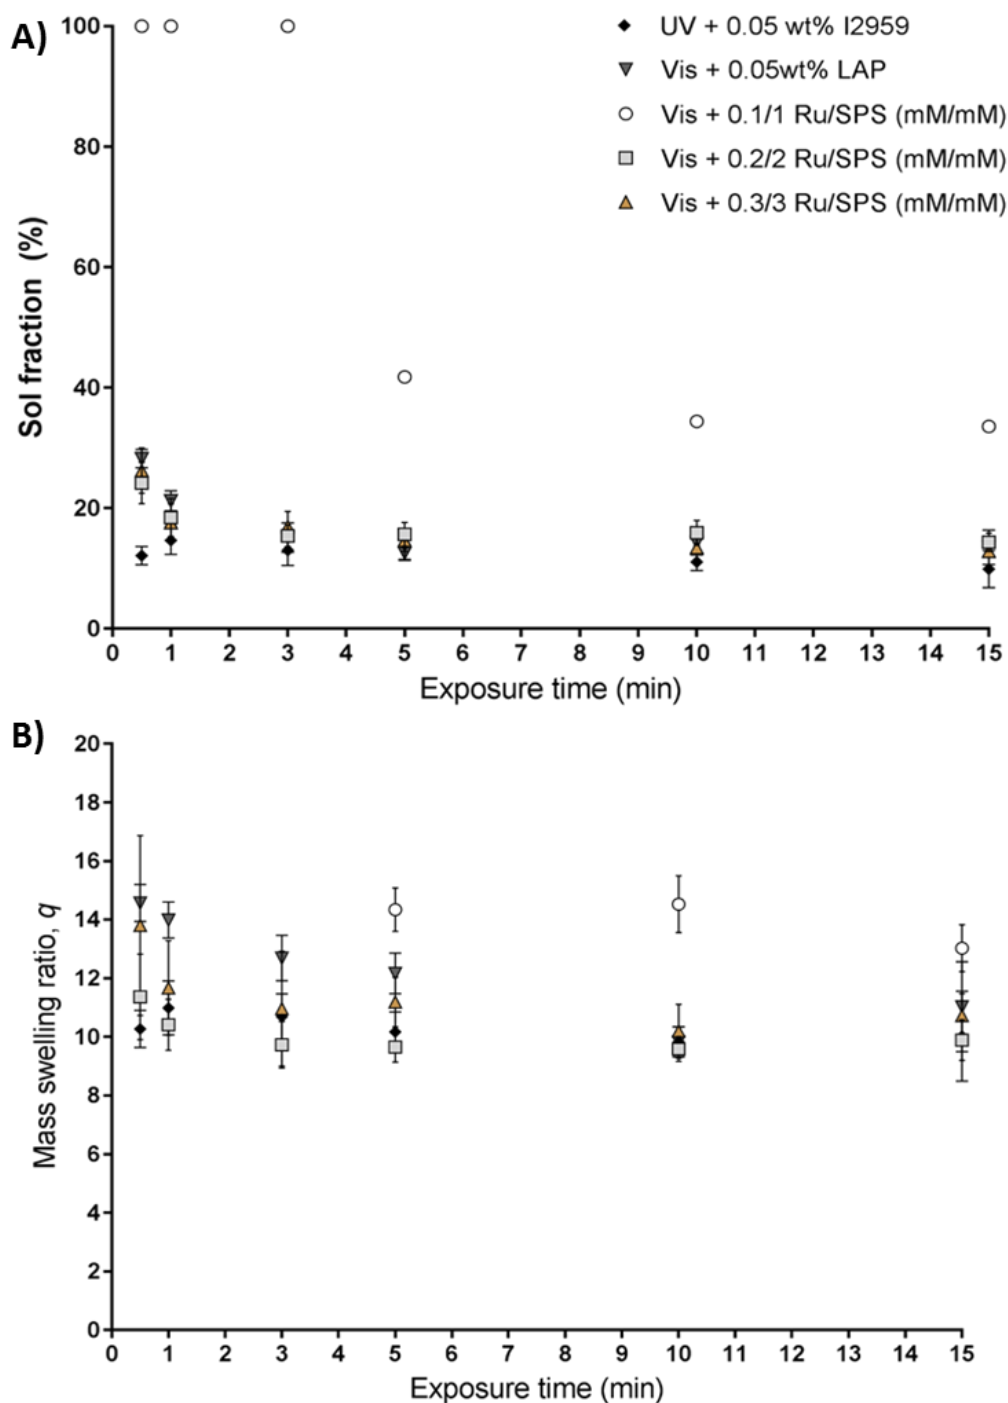 A)
100
80
60
40
20
0
Sol fraction (%)
UV + 0.05 wt% I2959
Vis + 0.05wt% LAP
Vis + 0.1/1 Ru/SPS (mM/mM)
Vis + 0.2/2 Ru/SPS (mM/mM)
Vis + 0.3/3 Ru/SPS (mM/mM)
0 1 2 3 4 5 6 7 8 9 10 11 12 13 14 15
Exposure time (min)
B)
20
18
16
14
12
10
8
6
4
2
0
Mass swelling ratio, q
0 1 2 3 4 5 6 7 8 9 10 11 12 13 14 15
Exposure time (min)